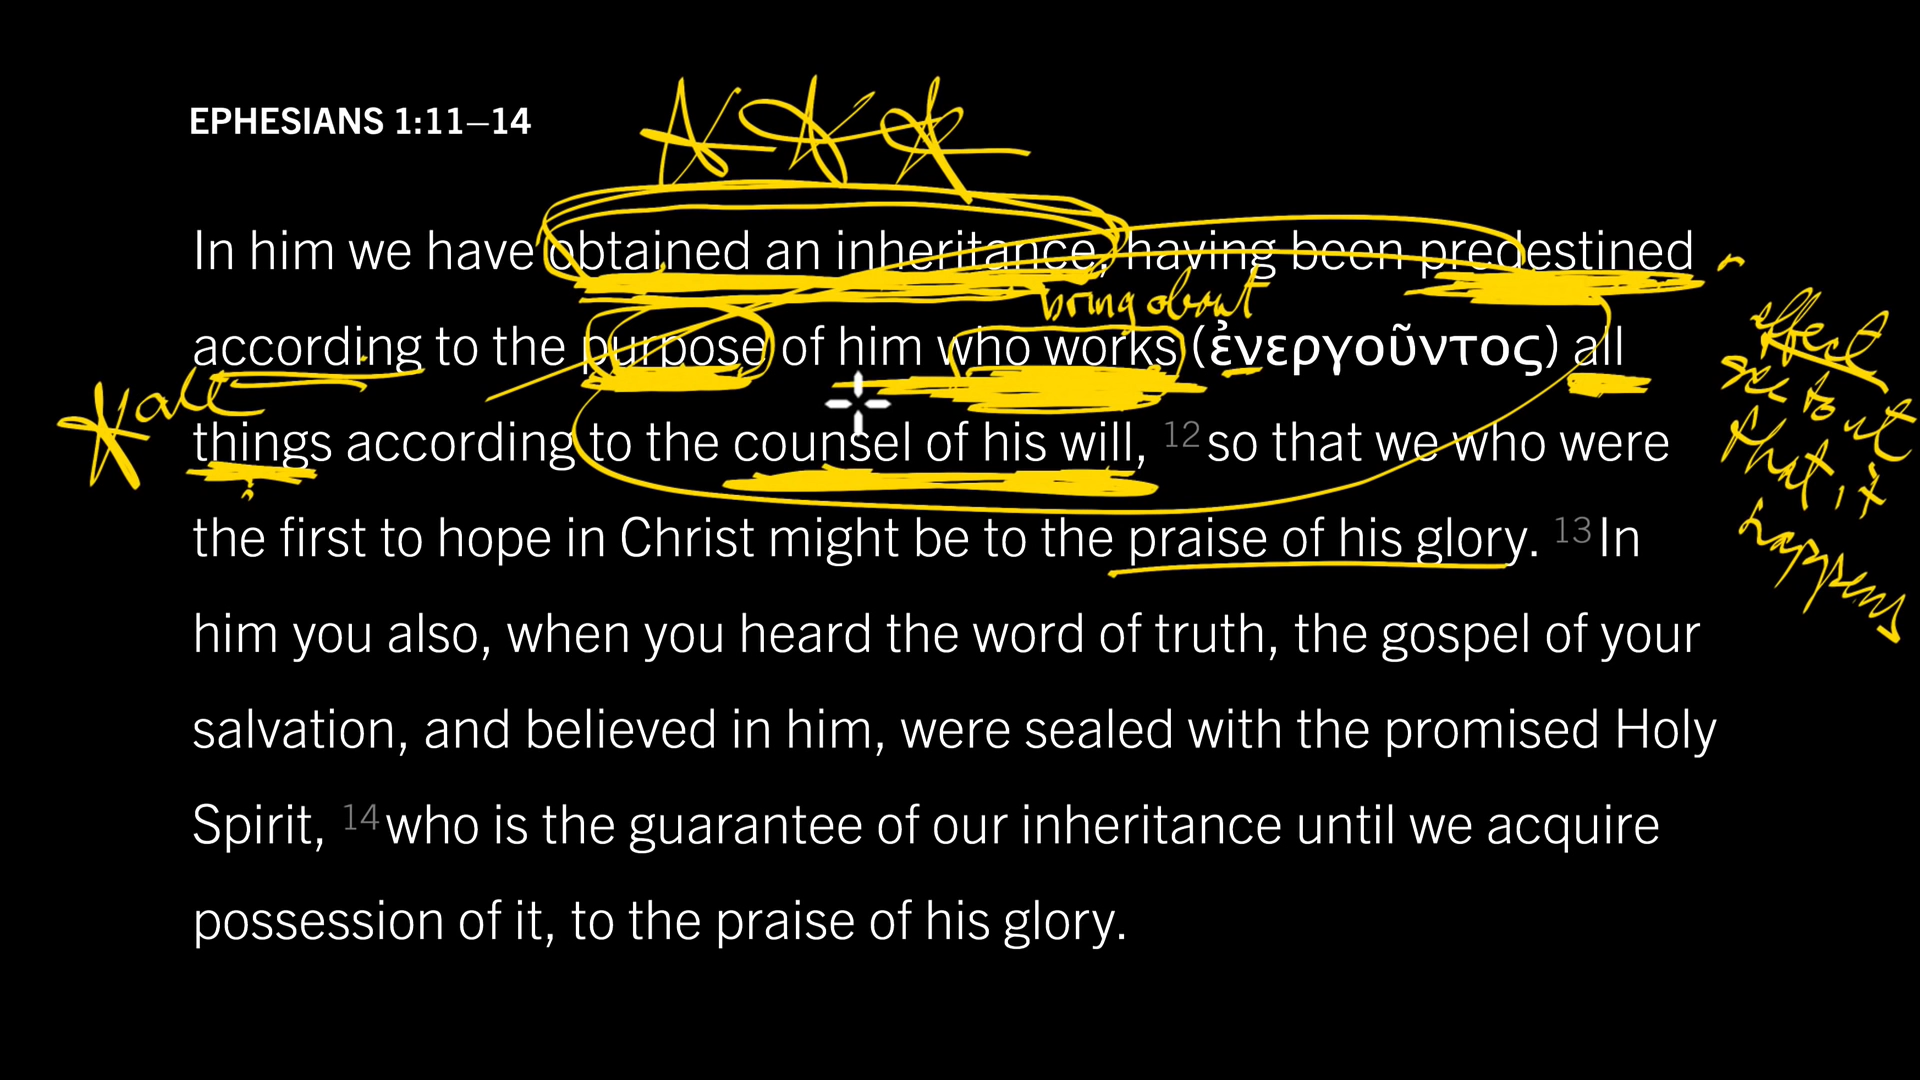 EPHESIANS 1:11–14
In him we have obtained an inheritance, having been predestined
bring about
according to the purpose of him who works (ἐνεργοῦντος) all
all
things according to the counsel of his will, 12 so that we who were
the first to hope in Christ might be to the praise of his glory. 13 In
him you also, when you heard the word of truth, the gospel of your
salvation, and believed in him, were sealed with the promised Holy
Spirit, 14 who is the guarantee of our inheritance until we acquire
possession of it, to the praise of his glory.
effect
see to it
that it
happens